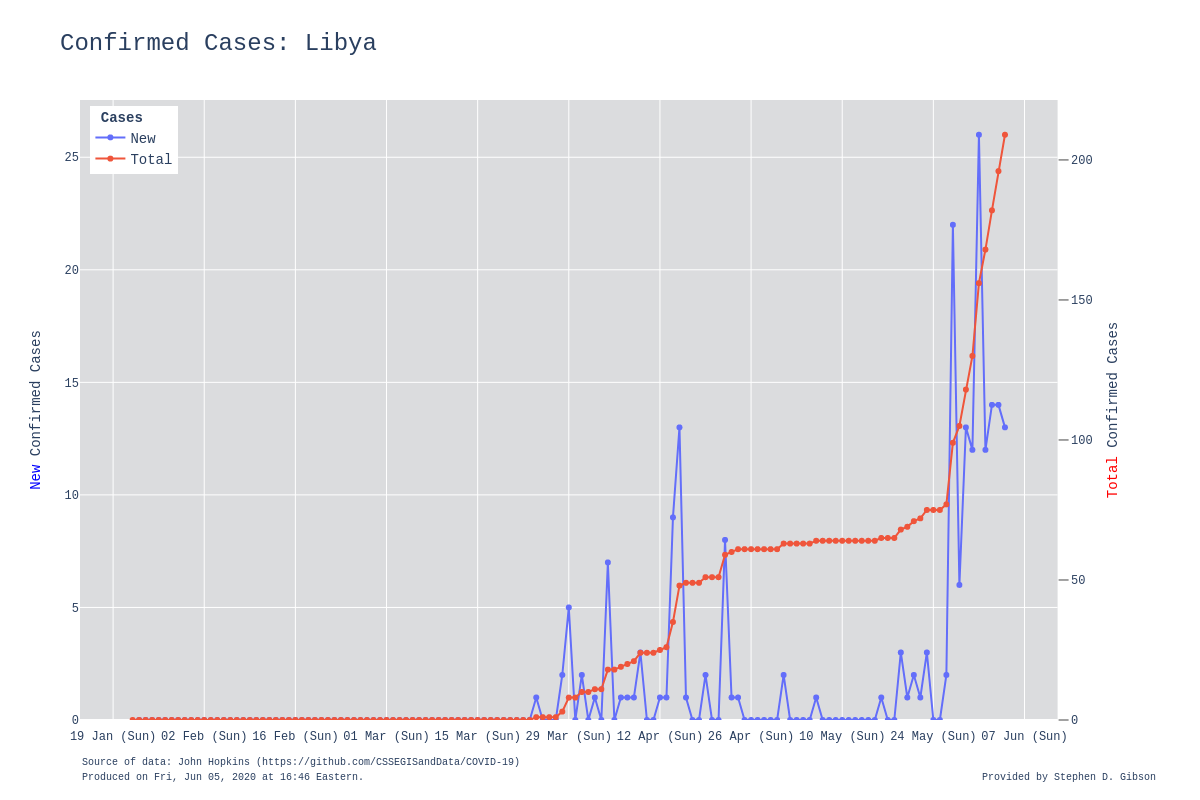 Confirmed Cases: Libya
Cases
New
Total
25
20
15
10
5
0
200
150
100
50
0
New Confirmed Cases
Total Confirmed Cases
19 Jan (Sun) 02 Feb (Sun) 16 Feb (Sun) 01 Mar (Sun) 15 Mar (Sun) 29 Mar (Sun) 12 Apr (Sun) 26 Apr (Sun) 10 May (Sun) 24 May (Sun) 07 Jun (Sun)
Source of data: John Hopkins (https://github.com/CSSEGISandData/COVID-19)
Produced on Fri, Jun 05, 2020 at 16:46 Eastern.
Provided by Stephen D. Gibson